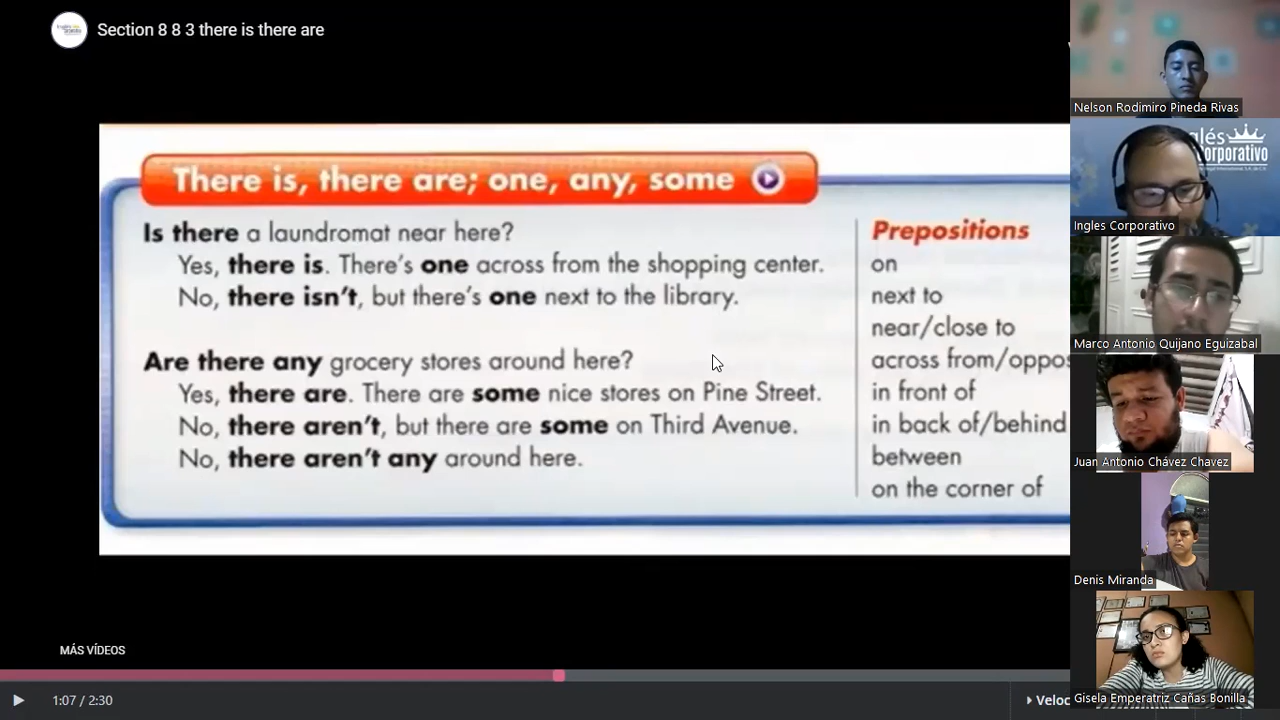 Section 8 8 3 there is there are
There is, there are; one, any, some
Is there a laundromat near here?
Yes, there is. There's one across from the shopping center.
No, there isn't, but there's one next to the library.
Are there any grocery stores around here?
Yes, there are. There are some nice stores on Pine Street.
No, there aren't, but there are some on Third Avenue.
No, there aren't any around here.
Prepositions
on
next to
near/close to
across from/oppos
in front of
in back of/behind
between
on the corner of
MÁS VÍDEOS
1:07 / 2:30
Veloc
Nelson Rodimiro Pineda Rivas
glés
orporativo
Ingles Corporativo
Marco Antonio Quijano Eguizabal
Juan Antonio Chávez Chavez
Denis Miranda
Gisela Emperatriz Cañas Bonilla